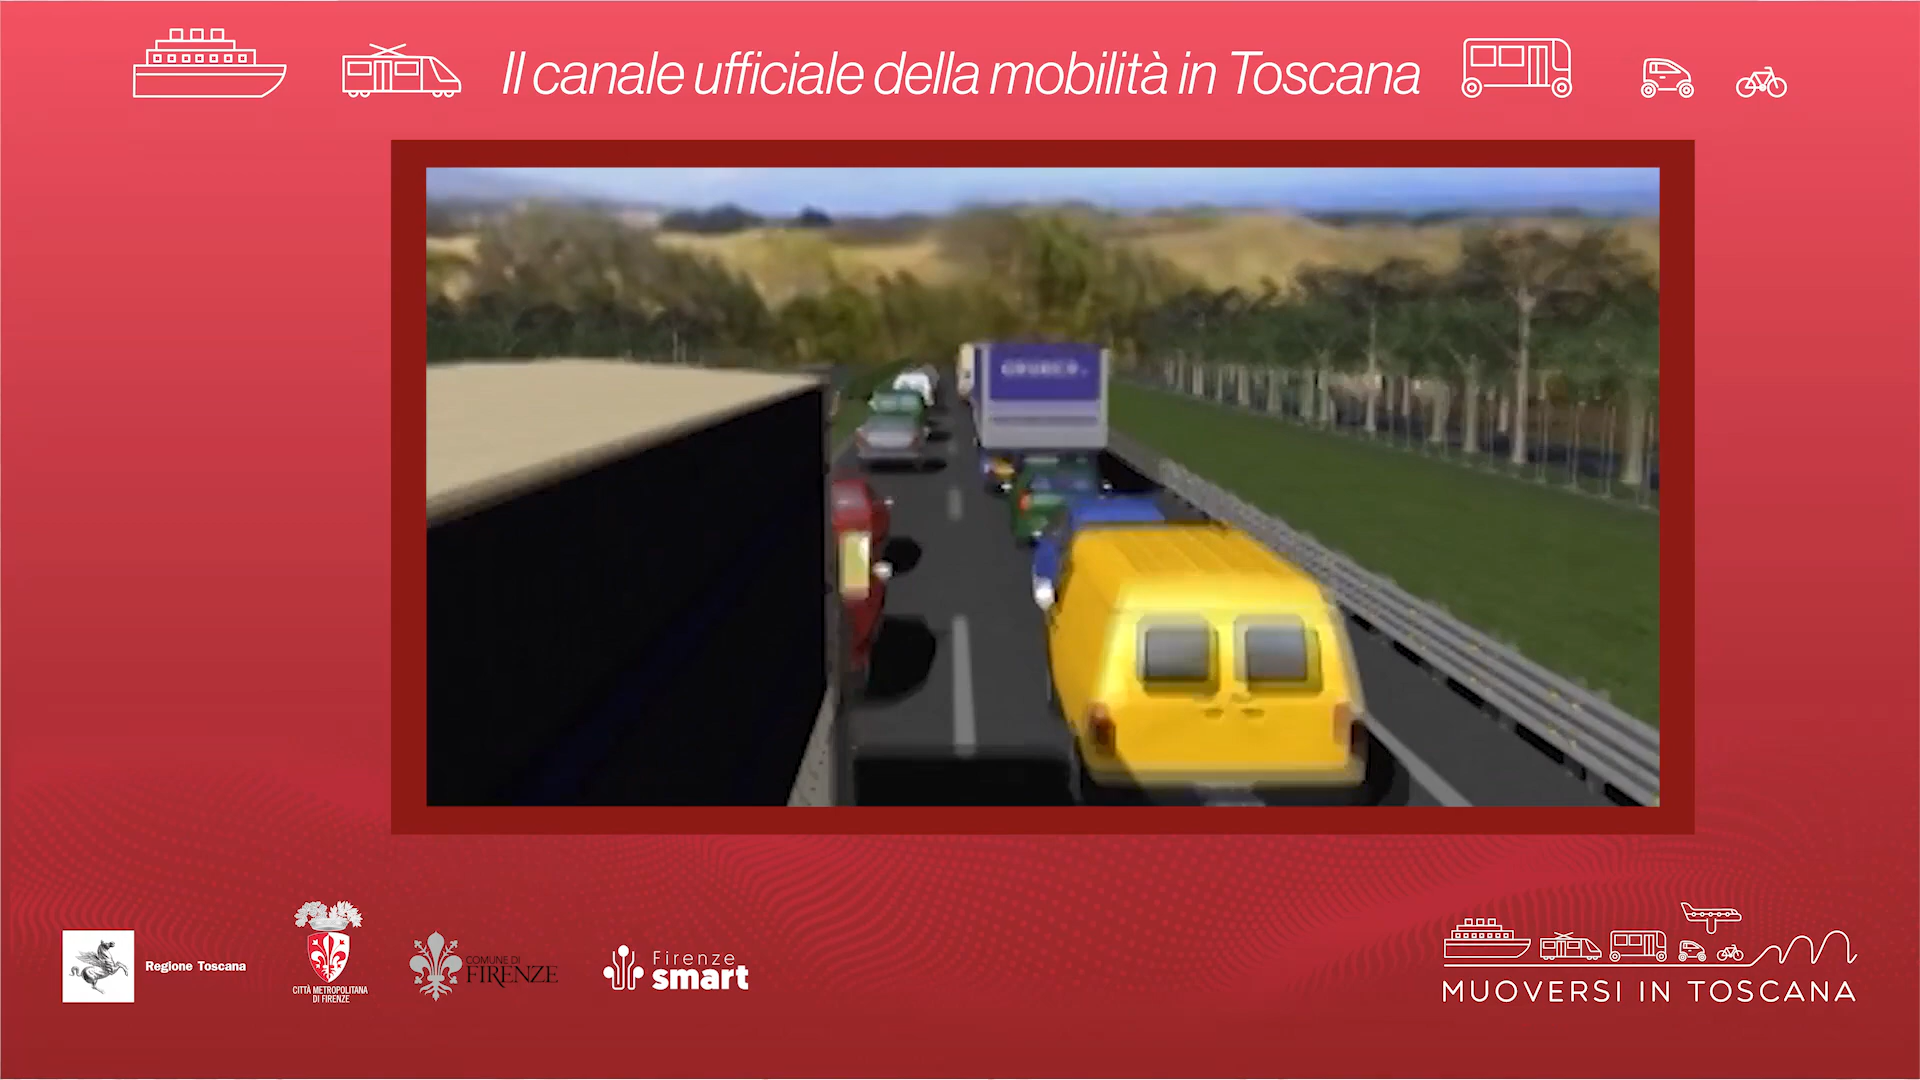 Il canale ufficiale della mobilità in Toscana
Regione Toscana
CITTÀ METROPOLITANA
DI FIRENZE
COMUNE DI
FIRENZE
Firenze
smart
MUOVERSI IN TOSCANA